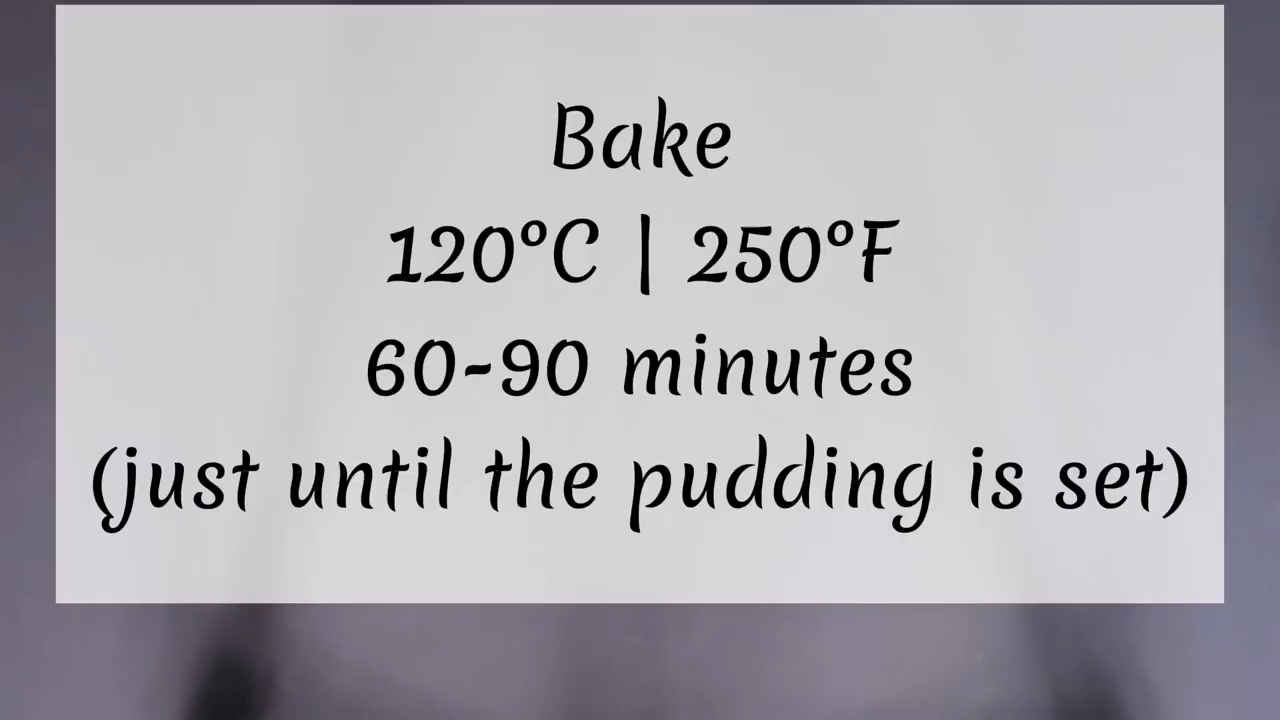 Bake
120°C | 250°F
60-90 minutes
(just until the pudding is set)